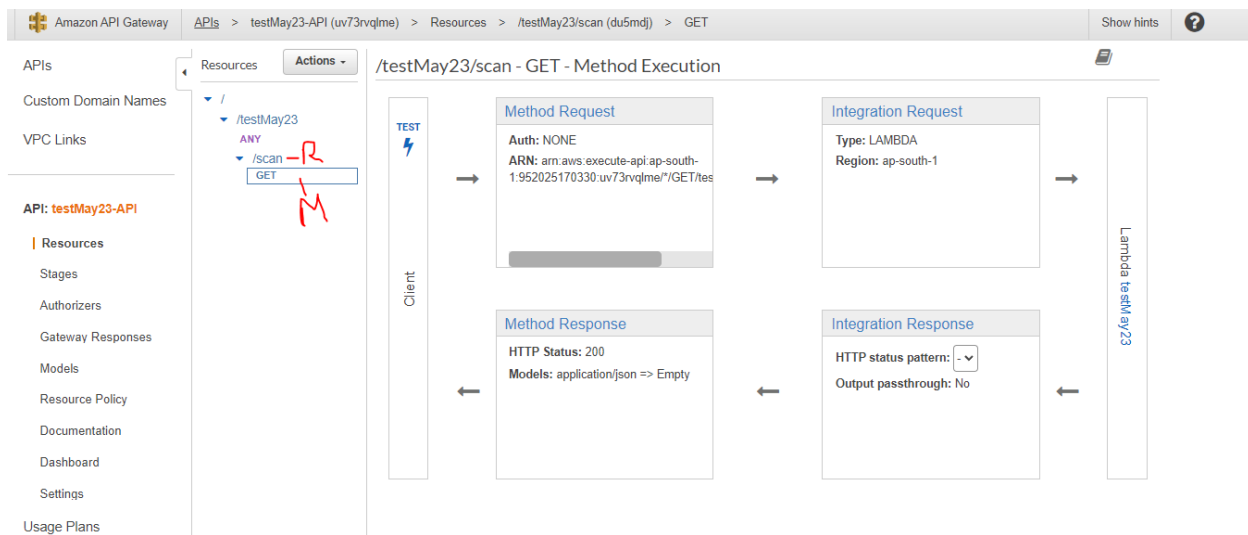 Amazon API Gateway
APIs > testMay23-API (uv73rvqlme) > Resources > /testMay23/scan (du5mdj) > GET
Show hints
?
APIs
Custom Domain Names
VPC Links
API: testMay23-API
Resources
Stages
Authorizers
Gateway Responses
Models
Resource Policy
Documentation
Dashboard
Settings
Usage Plans
Resources
Actions
/
/testMay23
ANY
/scan
R
GET
M
/testMay23/scan - GET - Method Execution
TEST
Client
Method Request
Auth: NONE
ARN: arn:aws:execute-api:ap-south-
1:952025170330:uv73rvqlme/*/GET/tes
Integration Request
Type: LAMBDA
Region: ap-south-1
Lambda testMay23
Method Response
HTTP Status: 200
Models: application/json => Empty
Integration Response
HTTP status pattern: -
Output passthrough: No